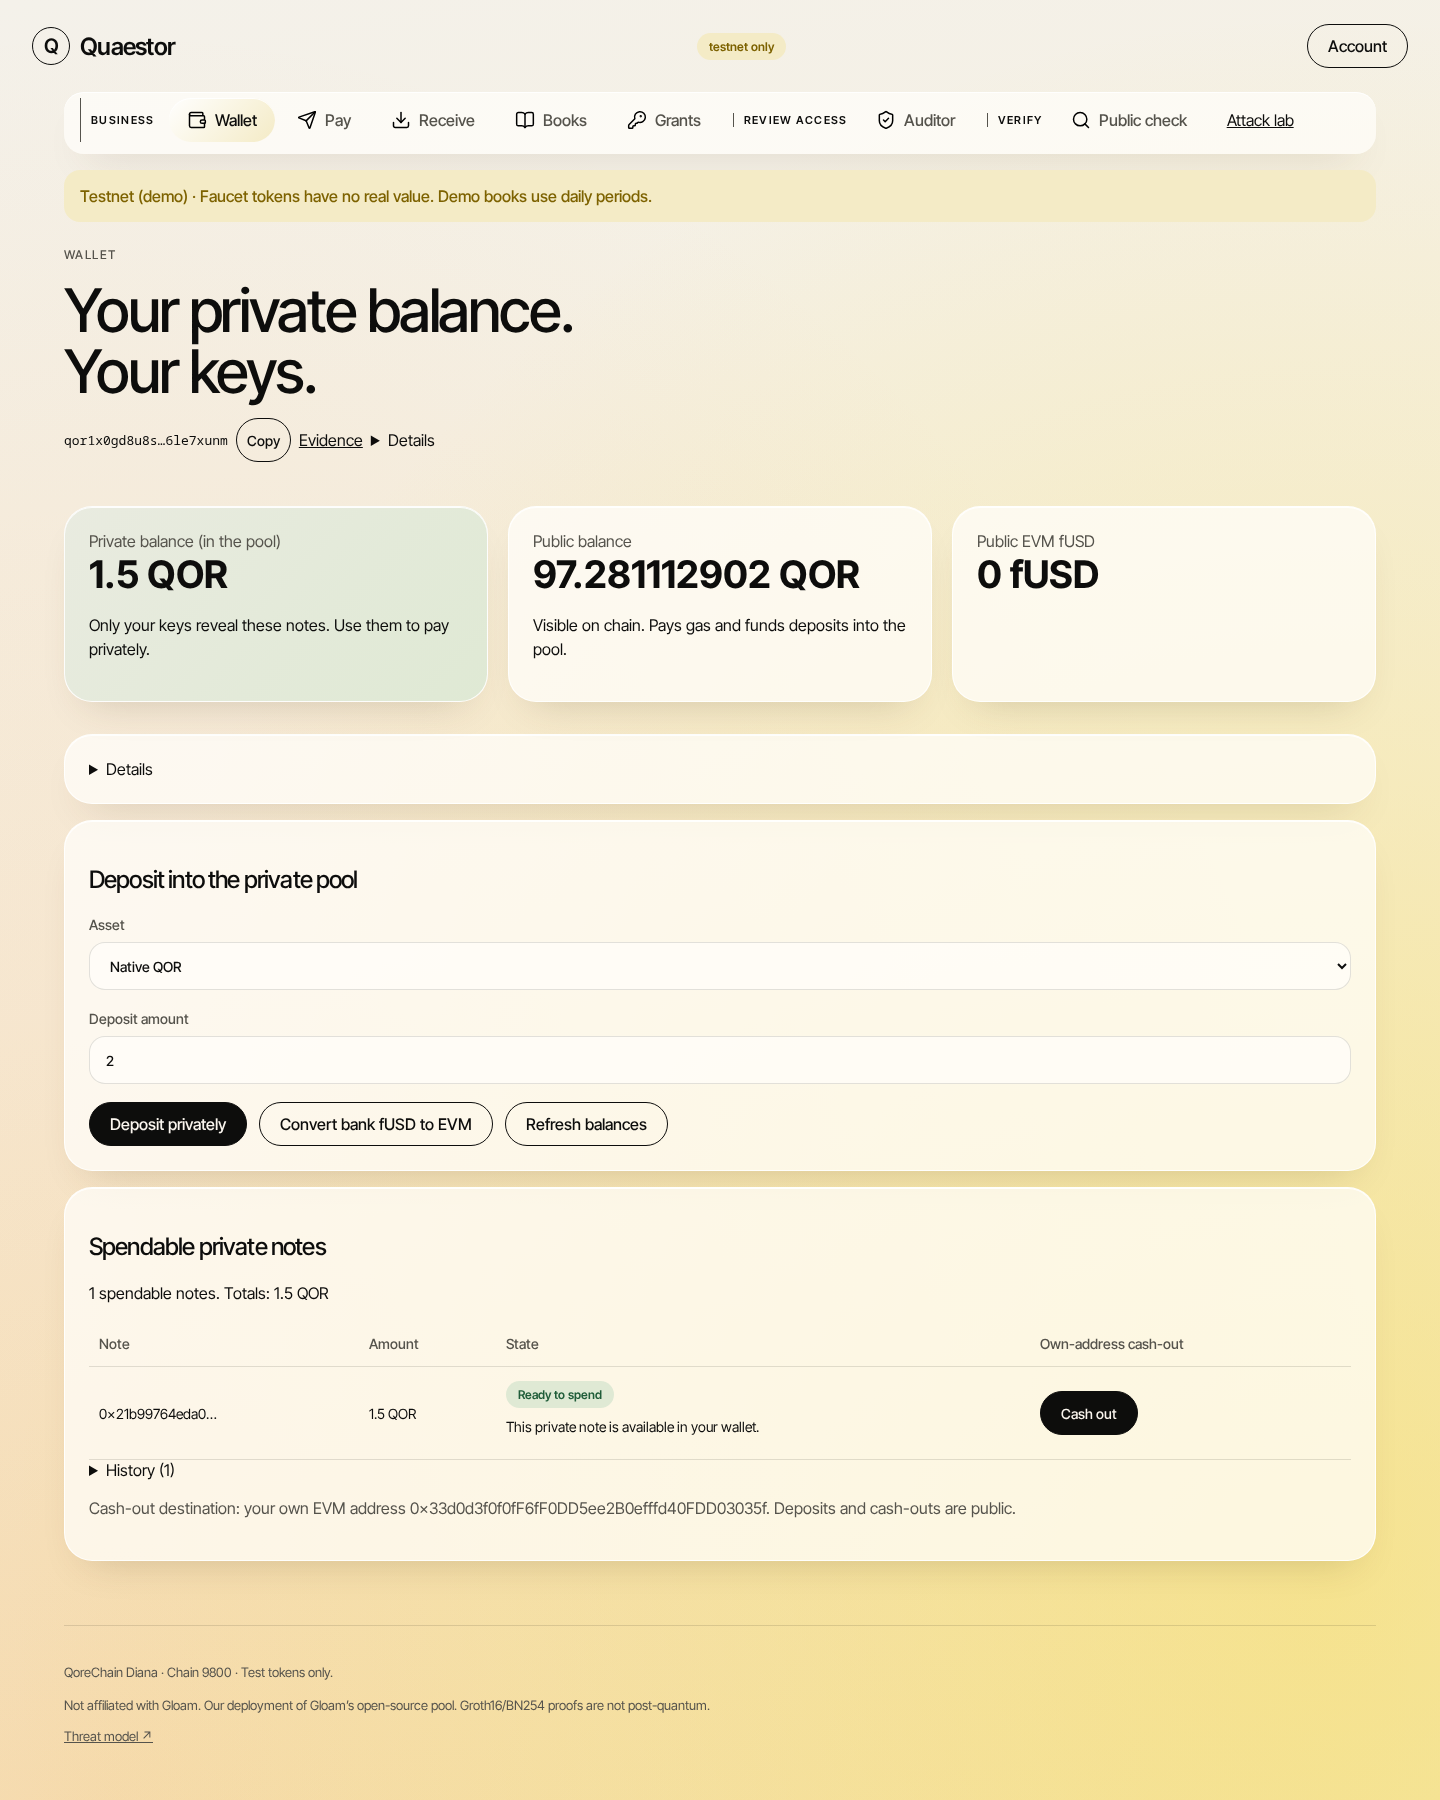 Q Quaestor
testnet only
Account
BUSINESS Wallet Pay Receive Books Grants REVIEW ACCESS Auditor VERIFY Public check Attack lab
Testnet (demo) · Faucet tokens have no real value. Demo books use daily periods.
WALLET
Your private balance.
Your keys.
qor1x0gd8u8s…6le7xunm Copy Evidence ▶ Details
Private balance (in the pool)
1.5 QOR
Only your keys reveal these notes. Use them to pay
privately.
Public balance
97.281112902 QOR
Visible on chain. Pays gas and funds deposits into the
pool.
Public EVM fUSD
0 fUSD
▶ Details
Deposit into the private pool
Asset
Native QOR
Deposit amount
2
Deposit privately Convert bank fUSD to EVM Refresh balances
Spendable private notes
1 spendable notes. Totals: 1.5 QOR
Note Amount State Own-address cash-out
Ready to spend
0×21b99764eda0… 1.5 QOR This private note is available in your wallet. Cash out
▶ History (1)
Cash-out destination: your own EVM address 0×33d0d3f0f0fF6fF0DD5ee2B0efffd40FDD03035f. Deposits and cash-outs are public.
QoreChain Diana · Chain 9800 · Test tokens only.
Not affiliated with Gloam. Our deployment of Gloam's open-source pool. Groth16/BN254 proofs are not post-quantum.
Threat model ↗